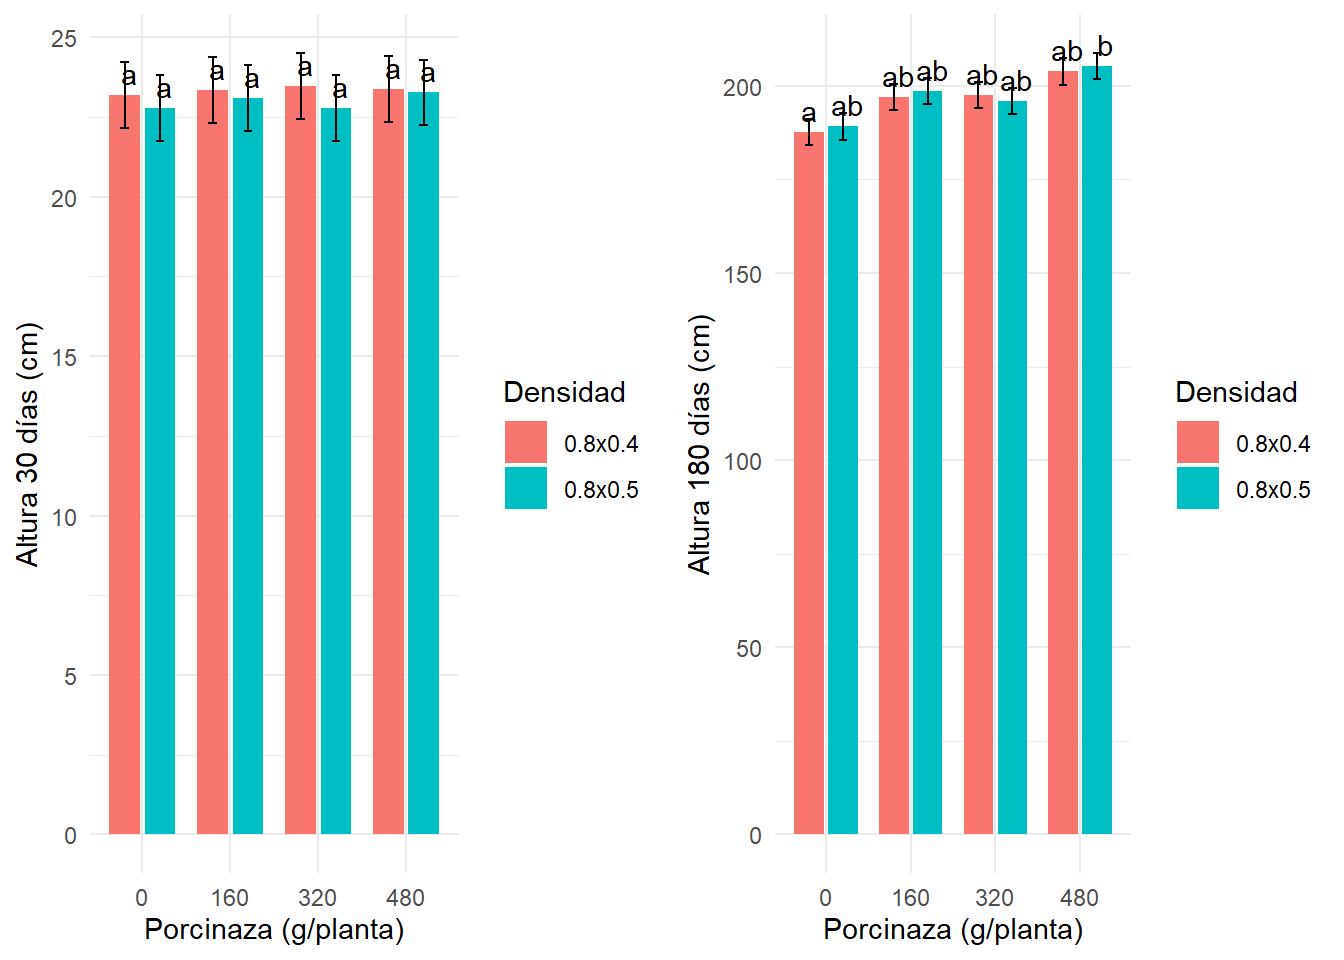 25
20
15
10
5
0
a a a a a a a a
0 160 320 480
Porcinaza (g/planta)
Altura 30 días (cm)
Densidad
0.8x0.4
0.8x0.5
200
150
100
50
0
a ab ab ab ab ab ab b
0 160 320 480
Porcinaza (g/planta)
Altura 180 días (cm)
Densidad
0.8x0.4
0.8x0.5